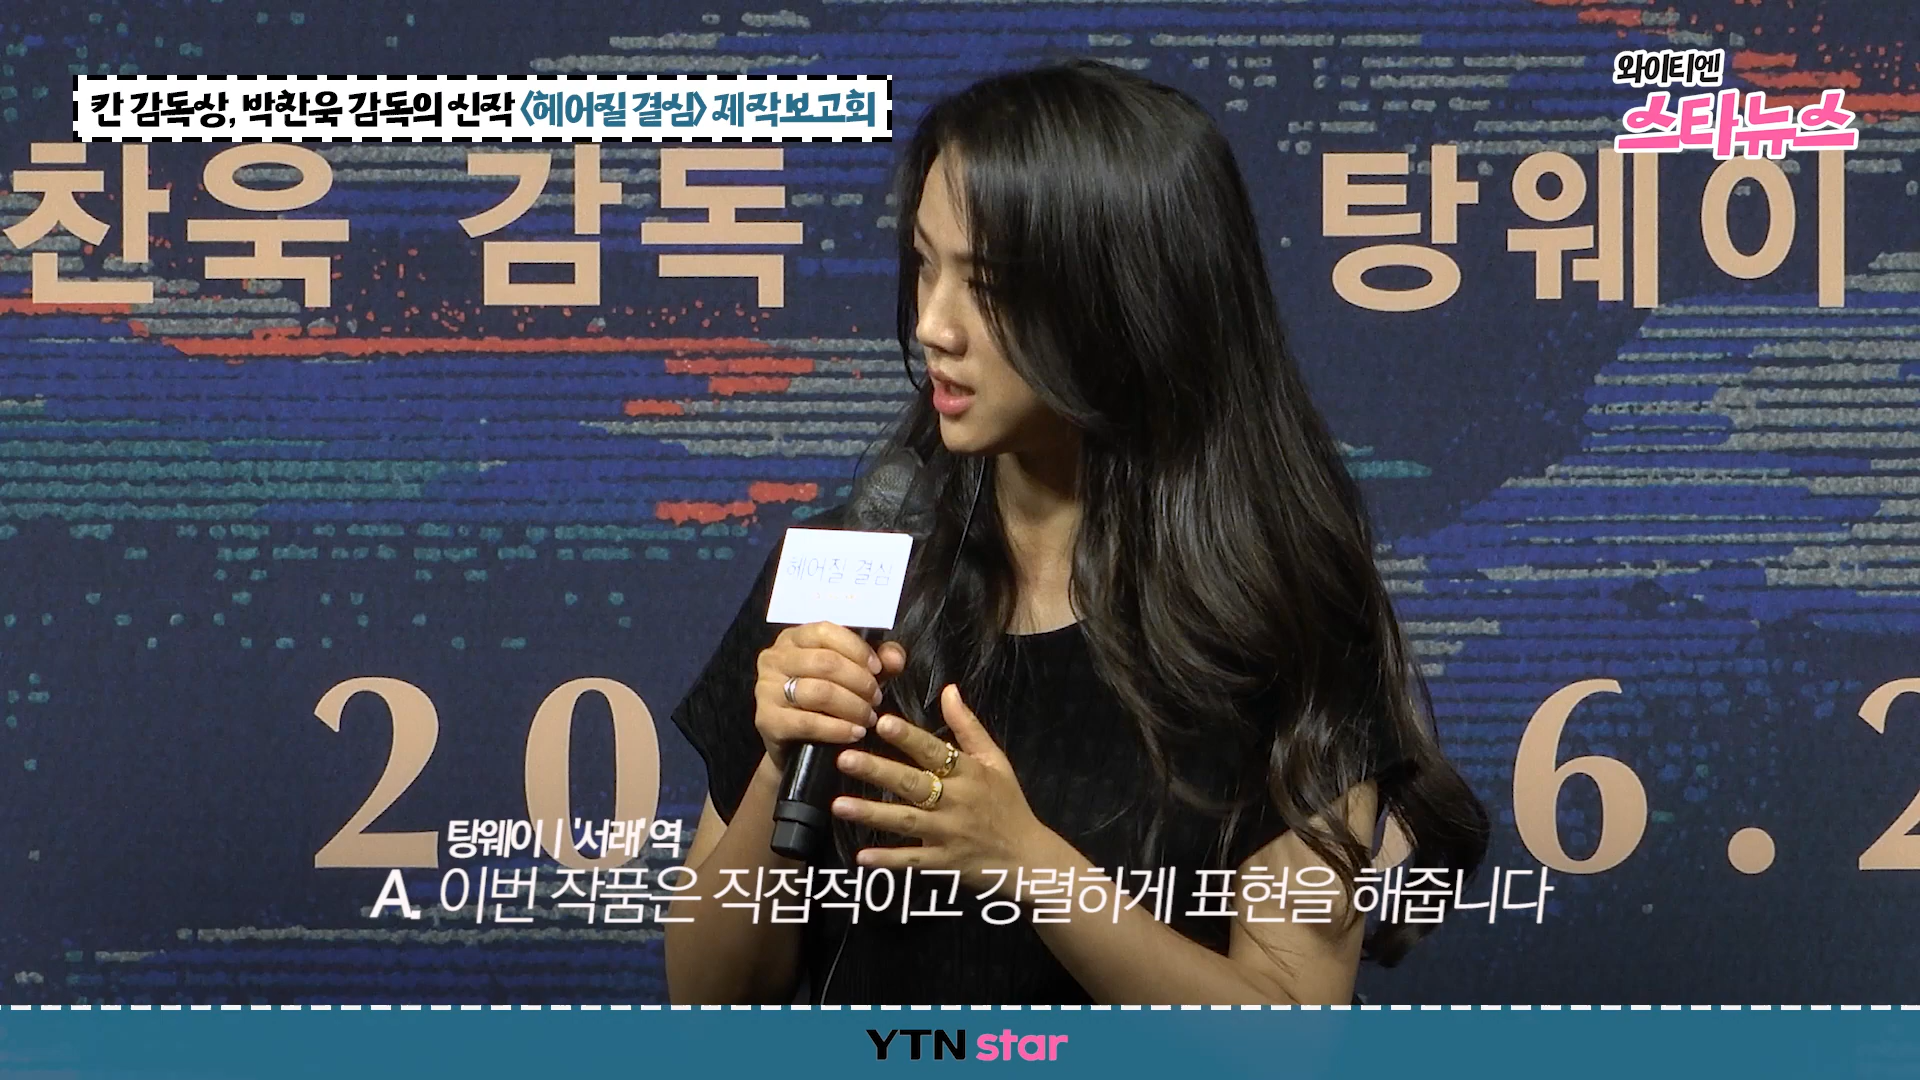 칸 감독상, 박찬욱 감독의 신작 <헤어질 결심> 제작보고회
와이티엔
스타뉴스
찬욱 감독 탕웨이
헤어질 결심
20 6.2
탕웨이 | '서래' 역
A. 이번 작품은 직접적이고 강렬하게 표현을 해줍니다
YTN star